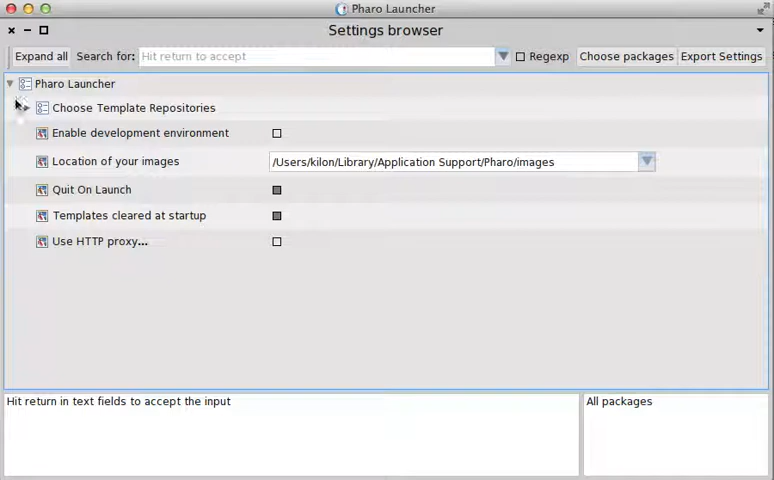 Pharo Launcher
Settings browser
Expand all Search for: Hit return to accept Regexp Choose packages Export Settings
Pharo Launcher
Choose Template Repositories
Enable development environment
Location of your images /Users/kilon/Library/Application Support/Pharo/images
Quit On Launch
Templates cleared at startup
Use HTTP proxy...
Hit return in text fields to accept the input
All packages